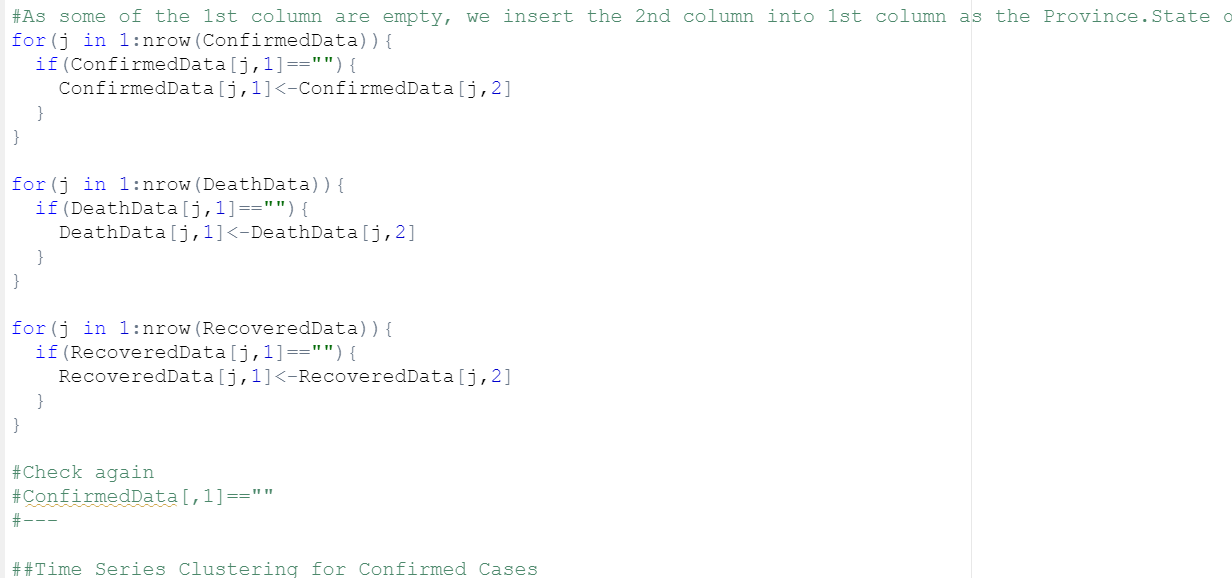 #As some of the 1st column are empty, we insert the 2nd column into 1st column as the Province.State
for(j in 1:nrow(ConfirmedData)){
  if(ConfirmedData[j,1]==""){
    ConfirmedData[j,1]<-ConfirmedData[j,2]
  }
}
for(j in 1:nrow(DeathData)){
  if(DeathData[j,1]==""){
    DeathData[j,1]<-DeathData[j,2]
  }
}
for(j in 1:nrow(RecoveredData)){
  if(RecoveredData[j,1]==""){
    RecoveredData[j,1]<-RecoveredData[j,2]
  }
}
#Check again
#ConfirmedData[,1]==""
#---
##Time Series Clustering for Confirmed Cases